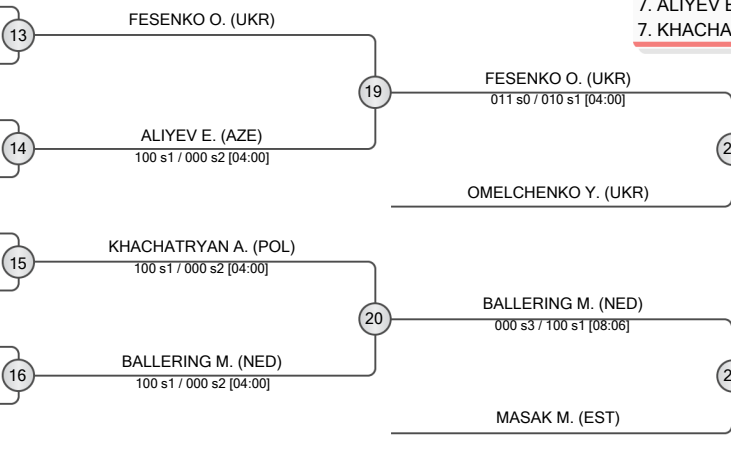 7. ALIYEV E
7. KHACHA
13
FESENKO O. (UKR)
19
FESENKO O. (UKR)
011 s0 / 010 s1 [04:00]
14
ALIYEV E. (AZE)
100 s1 / 000 s2 [04:00]
2
OMELCHENKO Y. (UKR)
15
KHACHATRYAN A. (POL)
100 s1 / 000 s2 [04:00]
20
BALLERING M. (NED)
000 s3 / 100 s1 [08:06]
16
BALLERING M. (NED)
100 s1 / 000 s2 [04:00]
2
MASAK M. (EST)